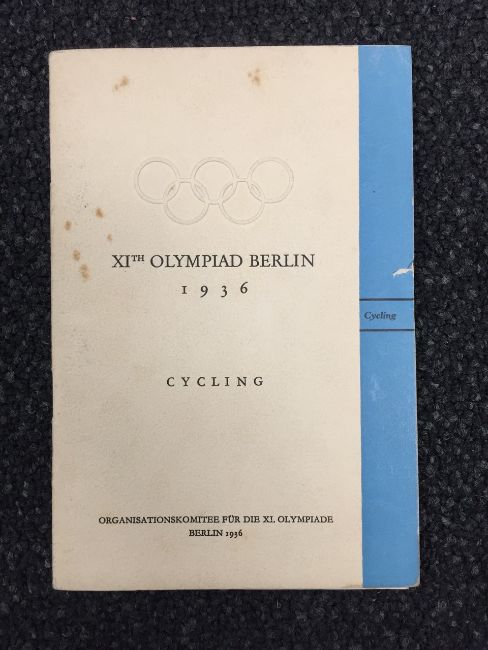 XITH OLYMPIAD BERLIN
1936
Cycling
CYCLING
ORGANISATIONSKOMITEE FÜR DIE XI. OLYMPIADE
BERLIN 1936